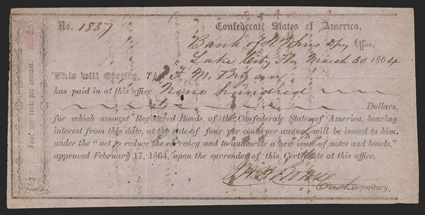 No. 1837 Confederate States of America.
Bank of Office,
Lake City, Fla March 30 1864
This will Certify, That
has paid in at this office Nine hundred
Dollars,
for which amount Registered Bonds, of the Confederate States of America, bearing
interest from this date, at the rate of four per cent per annum will be issued to him,
under the "act to reduce the currency and to authorize a new issue of notes and bonds,"
approved February 17, 1864, upon the surrender of this Certificate at this office.
Cash Depositary.